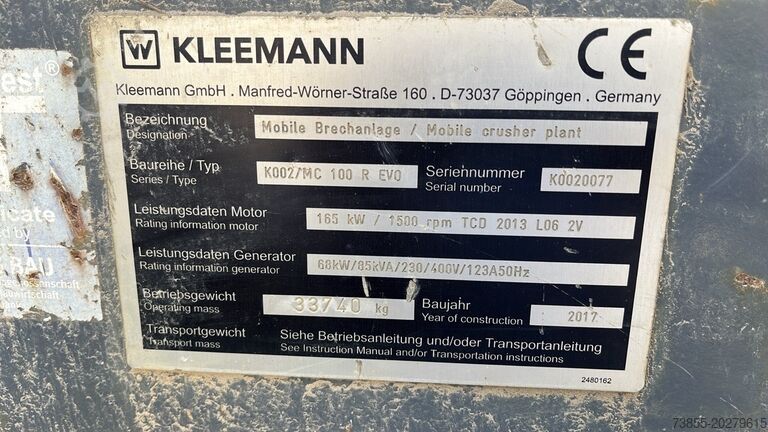 KLEEMANN
CE
Kleemann GmbH . Manfred-Wörner-Straße 160 . D-73037 Göppingen . Germany
Bezeichnung
Designation
Mobile Brechanlage / Mobile crusher plant
Baureihe / Typ
Series / Type
K002/MC 100 R EVO
Seriennummer
Serial number
K0020077
Leistungsdaten Motor
Rating information motor
165 kW / 1500 rpm TCD 2013 L06 2V
Leistungsdaten Generator
Rating information generator
68kW/85kVA/230/400V/123A50Hz
Betriebsgewicht
Operating mass
33740 kg
Baujahr
Year of construction
2017
Transportgewicht
Transport mass
Siehe Betriebsanleitung und/oder Transportanleitung
See Instruction Manual and/or Transportation instructions
2480162
est®
icate
d by
BAU
73855-20279615